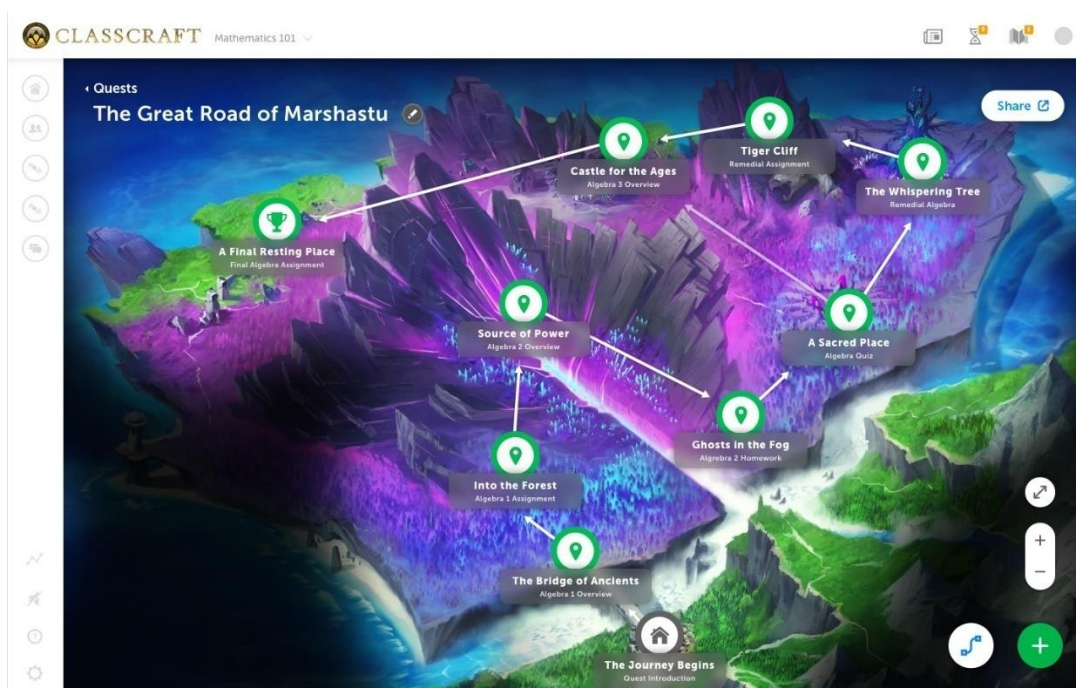 CLASSCRAFT Mathematics 101
Quests
The Great Road of Marshastu
Share
Tiger Cliff
Remedial Assignment
Castle for the Ages
Algebra 3 Overview
The Whispering Tree
Remedial Algebra
A Final Resting Place
Final Algebra Assignment
Source of Power
Algebra 2 Overview
A Sacred Place
Algebra Quiz
Ghosts in the Fog
Algrebra 2 Homework
Into the Forest
Algebra 1 Assignment
The Bridge of Ancients
Algebra 1 Overview
The Journey Begins
Quest Introduction